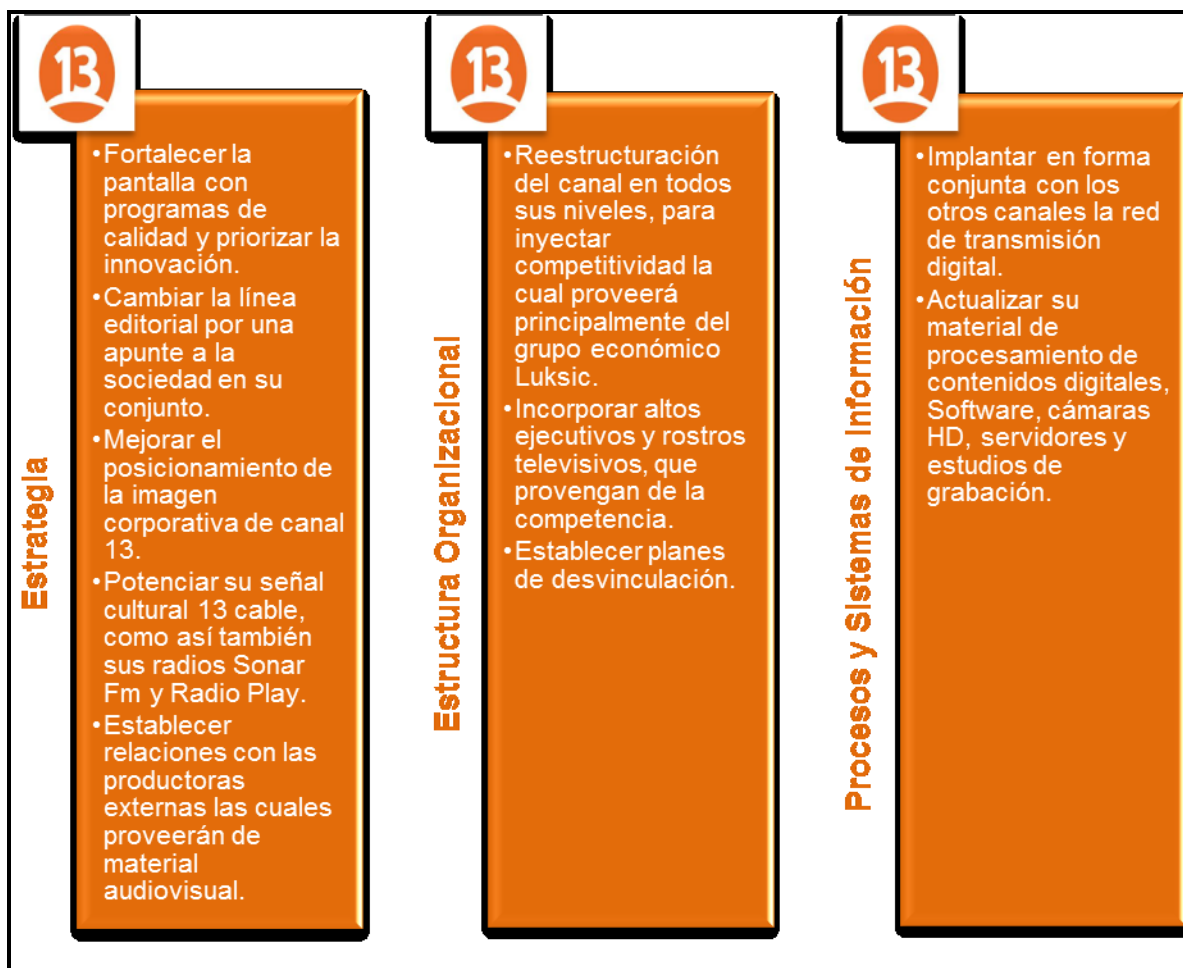 13
Estrategia
•Fortalecer la
pantalla con
programas de
calidad y priorizar la
innovación.
•Cambiar la línea
editorial por una
apunte a la
sociedad en su
conjunto.
•Mejorar el
posicionamiento de
la imagen
corporativa de canal
13.
•Potenciar su señal
cultural 13 cable,
como así también
sus radios Sonar
Fm y Radio Play.
•Establecer
relaciones con las
productoras
externas las cuales
proveerán de
material
audiovisual.
13
Estructura Organizacional
•Reestructuración
del canal en todos
sus niveles, para
inyectar
competitividad la
cual proveerá
principalmente del
grupo económico
Luksic.
•Incorporar altos
ejecutivos y rostros
televisivos, que
provengan de la
competencia.
•Establecer planes
de desvinculación.
13
Procesos y Sistemas de Información
•Implantar en forma
conjunta con los
otros canales la red
de transmisión
digital.
•Actualizar su
material de
procesamiento de
contenidos digitales,
Software, cámaras
HD, servidores y
estudios de
grabación.